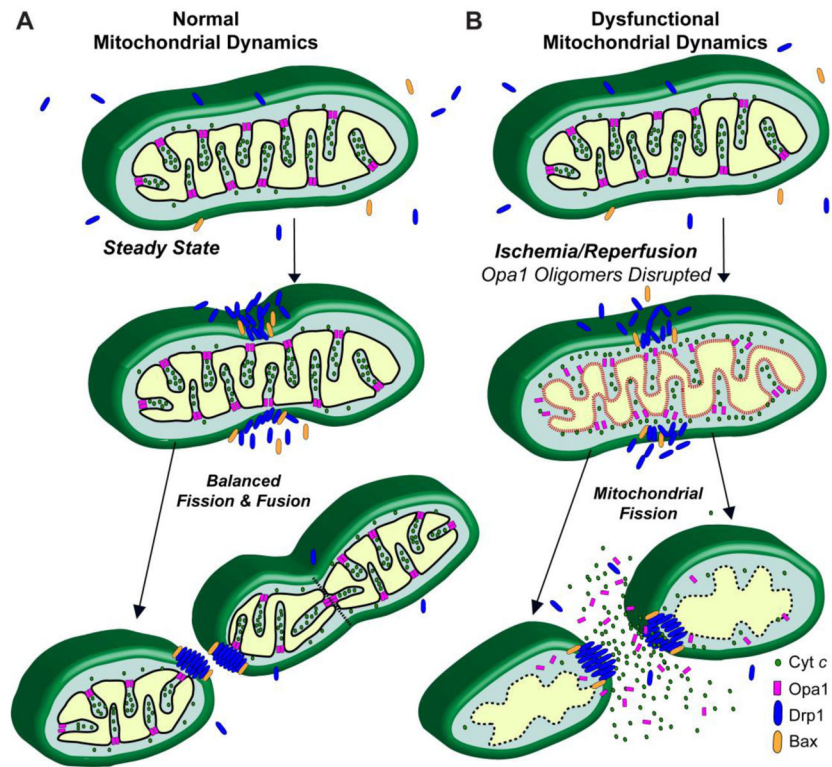 A
Normal
Mitochondrial Dynamics
B
Dysfunctional
Mitochondrial Dynamics
Steady State
Ischemia/Reperfusion
Opa1 Oligomers Disrupted
Balanced
Fission & Fusion
Mitochondrial
Fission
Cyt c
Opa1
Drp1
Bax